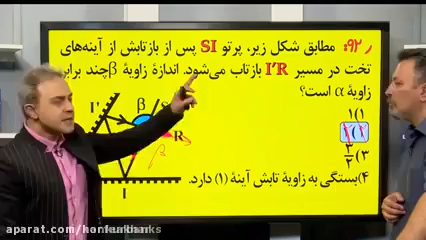 ۹۲. مطابق شکل زیر، پرتو SI پس از بازتابش از آینه‌های
تخت در مسیر I'R بازتاب می‌شود. اندازهٔ زاویهٔ β چند برابر
زاویهٔ α است؟
۱) ۱
۲) ۲
۳) ۳/۲
۴) بستگی به زاویهٔ تابش آینهٔ (۱) دارد.
I' β S R
β
I
aparat.com/